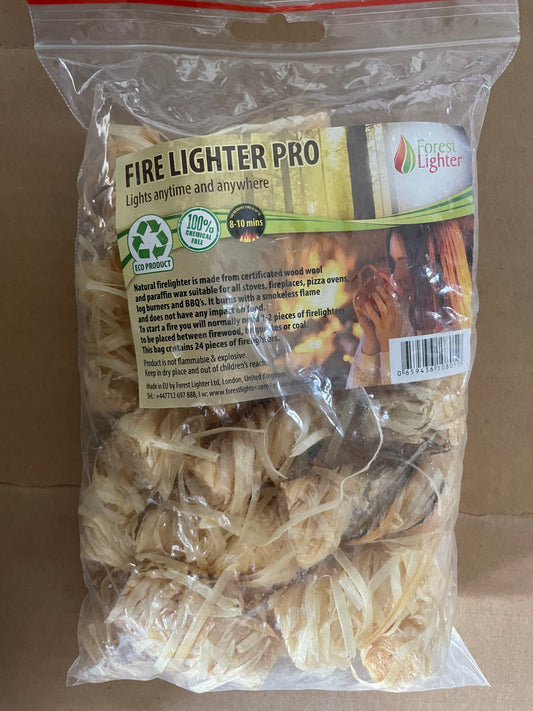 FIRE LIGHTER PRO
Lights anytime and anywhere
Forest
Lighter
ECO PRODUCT
100%
CHEMICAL
FREE
8-10 mins
Natural firelighter is made from certificated wood wool
and paraffin wax suitable for all stoves, fireplaces, pizza ovens,
log burners and BBQ's. It burns with a smokeless flame
and does not have any impact on food.
To start a fire you will normally need 1-2 pieces of firelighters
to be placed between firewood, briquettes or coal.
This bag contains 24 pieces of firelighters.
Product is not flammable & explosive.
Keep in dry place and out of children's reach.
Made in EU by Forest Lighter Ltd, London, United Kingdom
Tel.: +447712 697 888, I w: www.forestlighter.com I